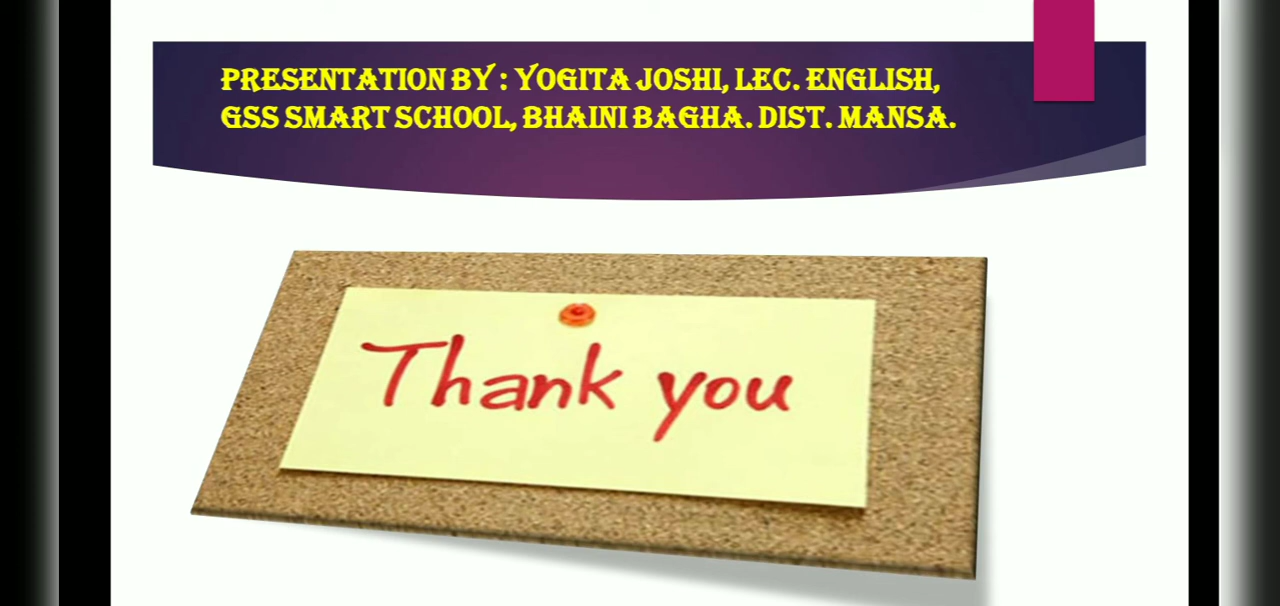 PRESENTATION BY : YOGITA JOSHI, LEC. ENGLISH,
GSS SMART SCHOOL, BHAINI BAGHA. DIST. MANSA.
Thank you